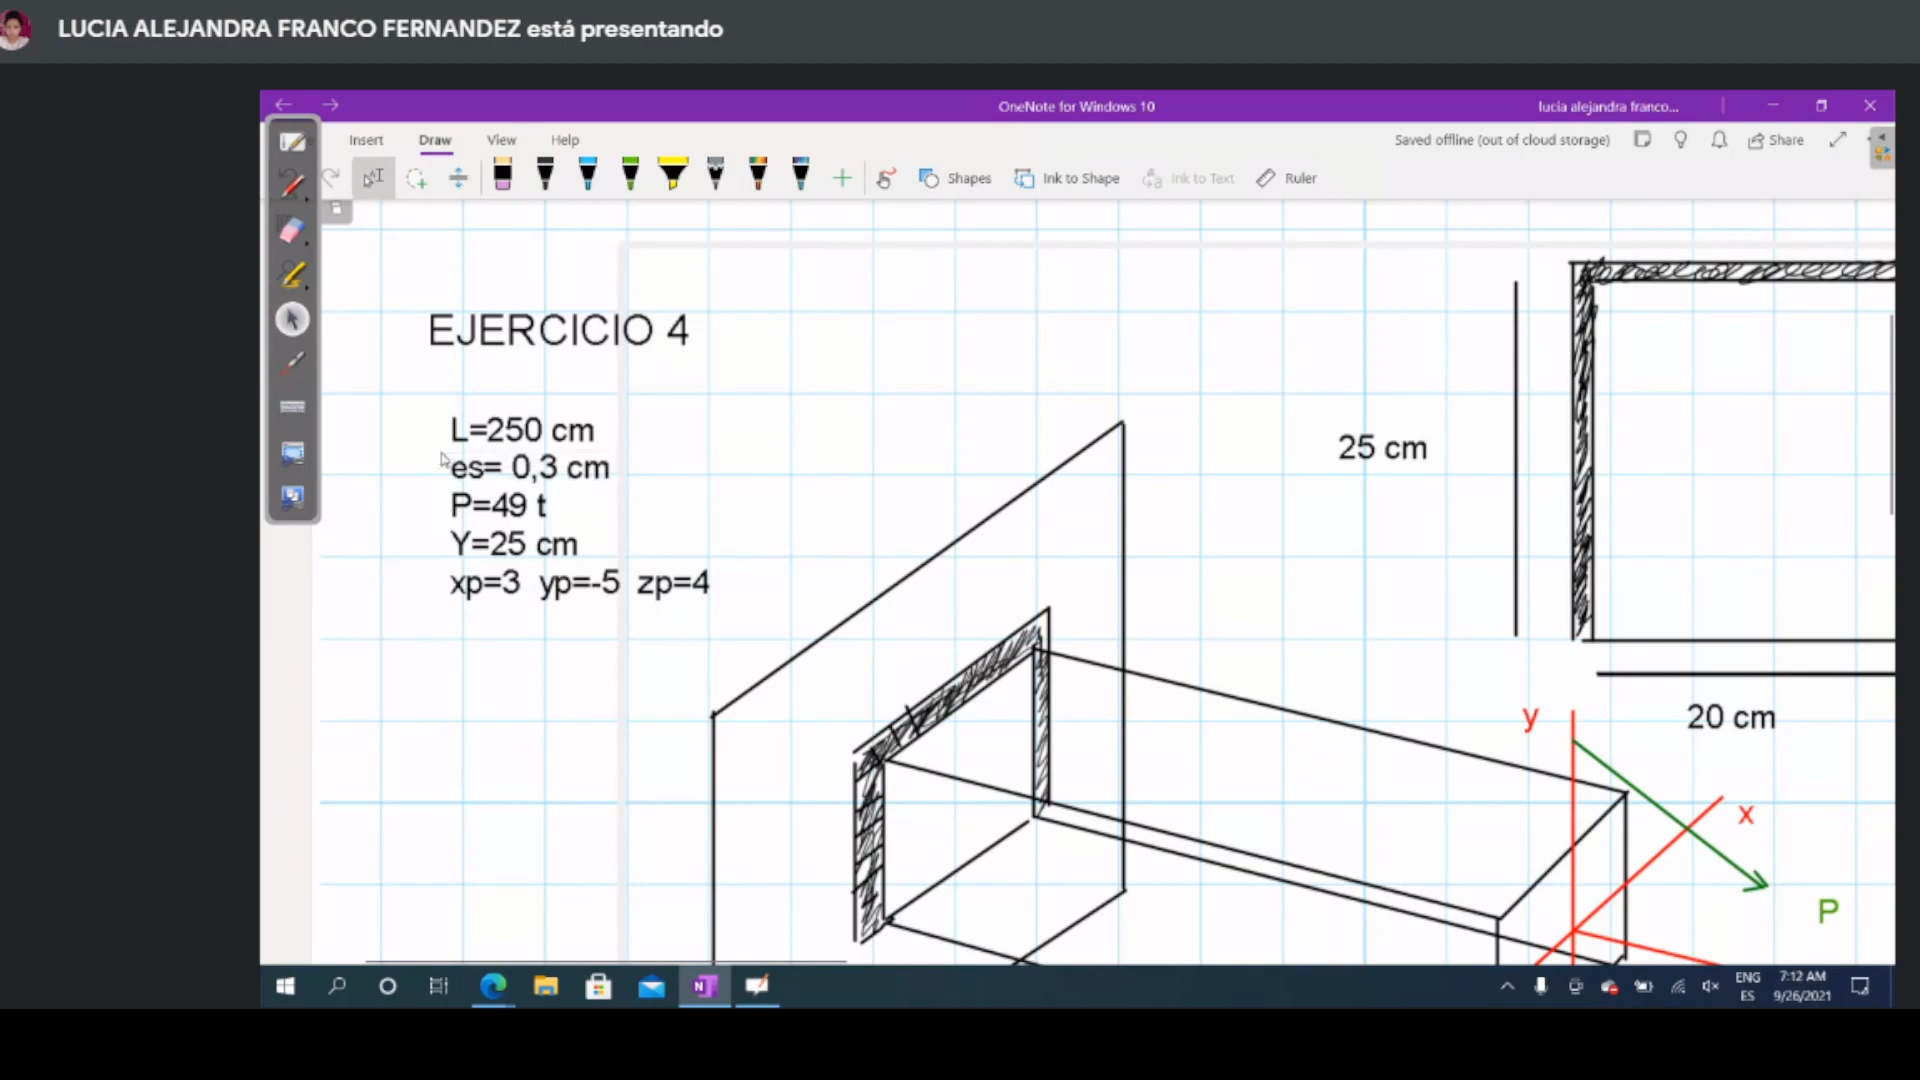 LUCIA ALEJANDRA FRANCO FERNANDEZ está presentando
OneNote for Windows 10
lucia alejandra franco...
Insert Draw View Help
Saved offline (out of cloud storage)
Share
Shapes
Ink to Shape
Ink to Text
Ruler
EJERCICIO 4
L=250 cm
es= 0,3 cm
P=49 t
Y=25 cm
xp=3 yp=-5 zp=4
25 cm
20 cm
y
x
P
ENG
ES
7:12 AM
9/26/2021